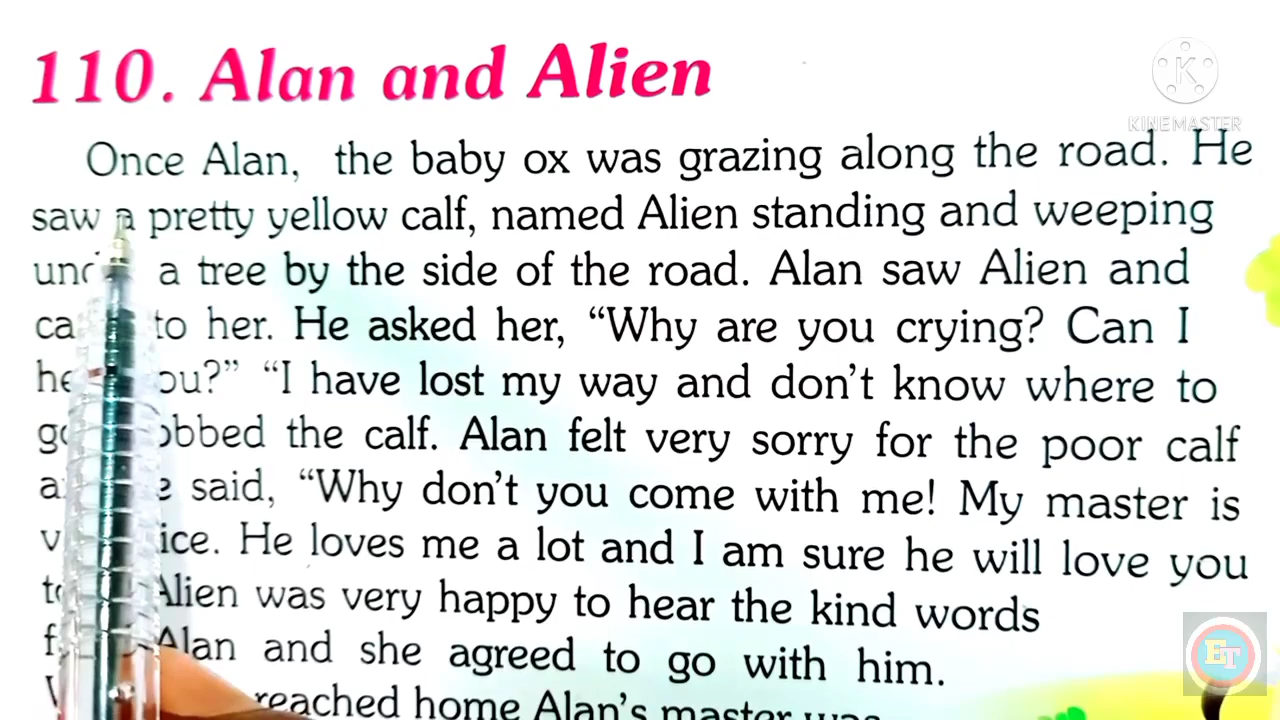 110. Alan and Alien
KINEMASTER
Once Alan, the baby ox was grazing along the road. He
saw a pretty yellow calf, named Alien standing and weeping
a tree by the side of the road. Alan saw Alien and
to her. He asked her, “Why are you crying? Can I
“I have lost my way and don’t know where to
the calf. Alan felt very sorry for the poor calf
said, “Why don’t you come with me! My master is
He loves me a lot and I am sure he will love you
Alien was very happy to hear the kind words
Alan and she agreed to go with him.
reached home Alan’s master was
ET